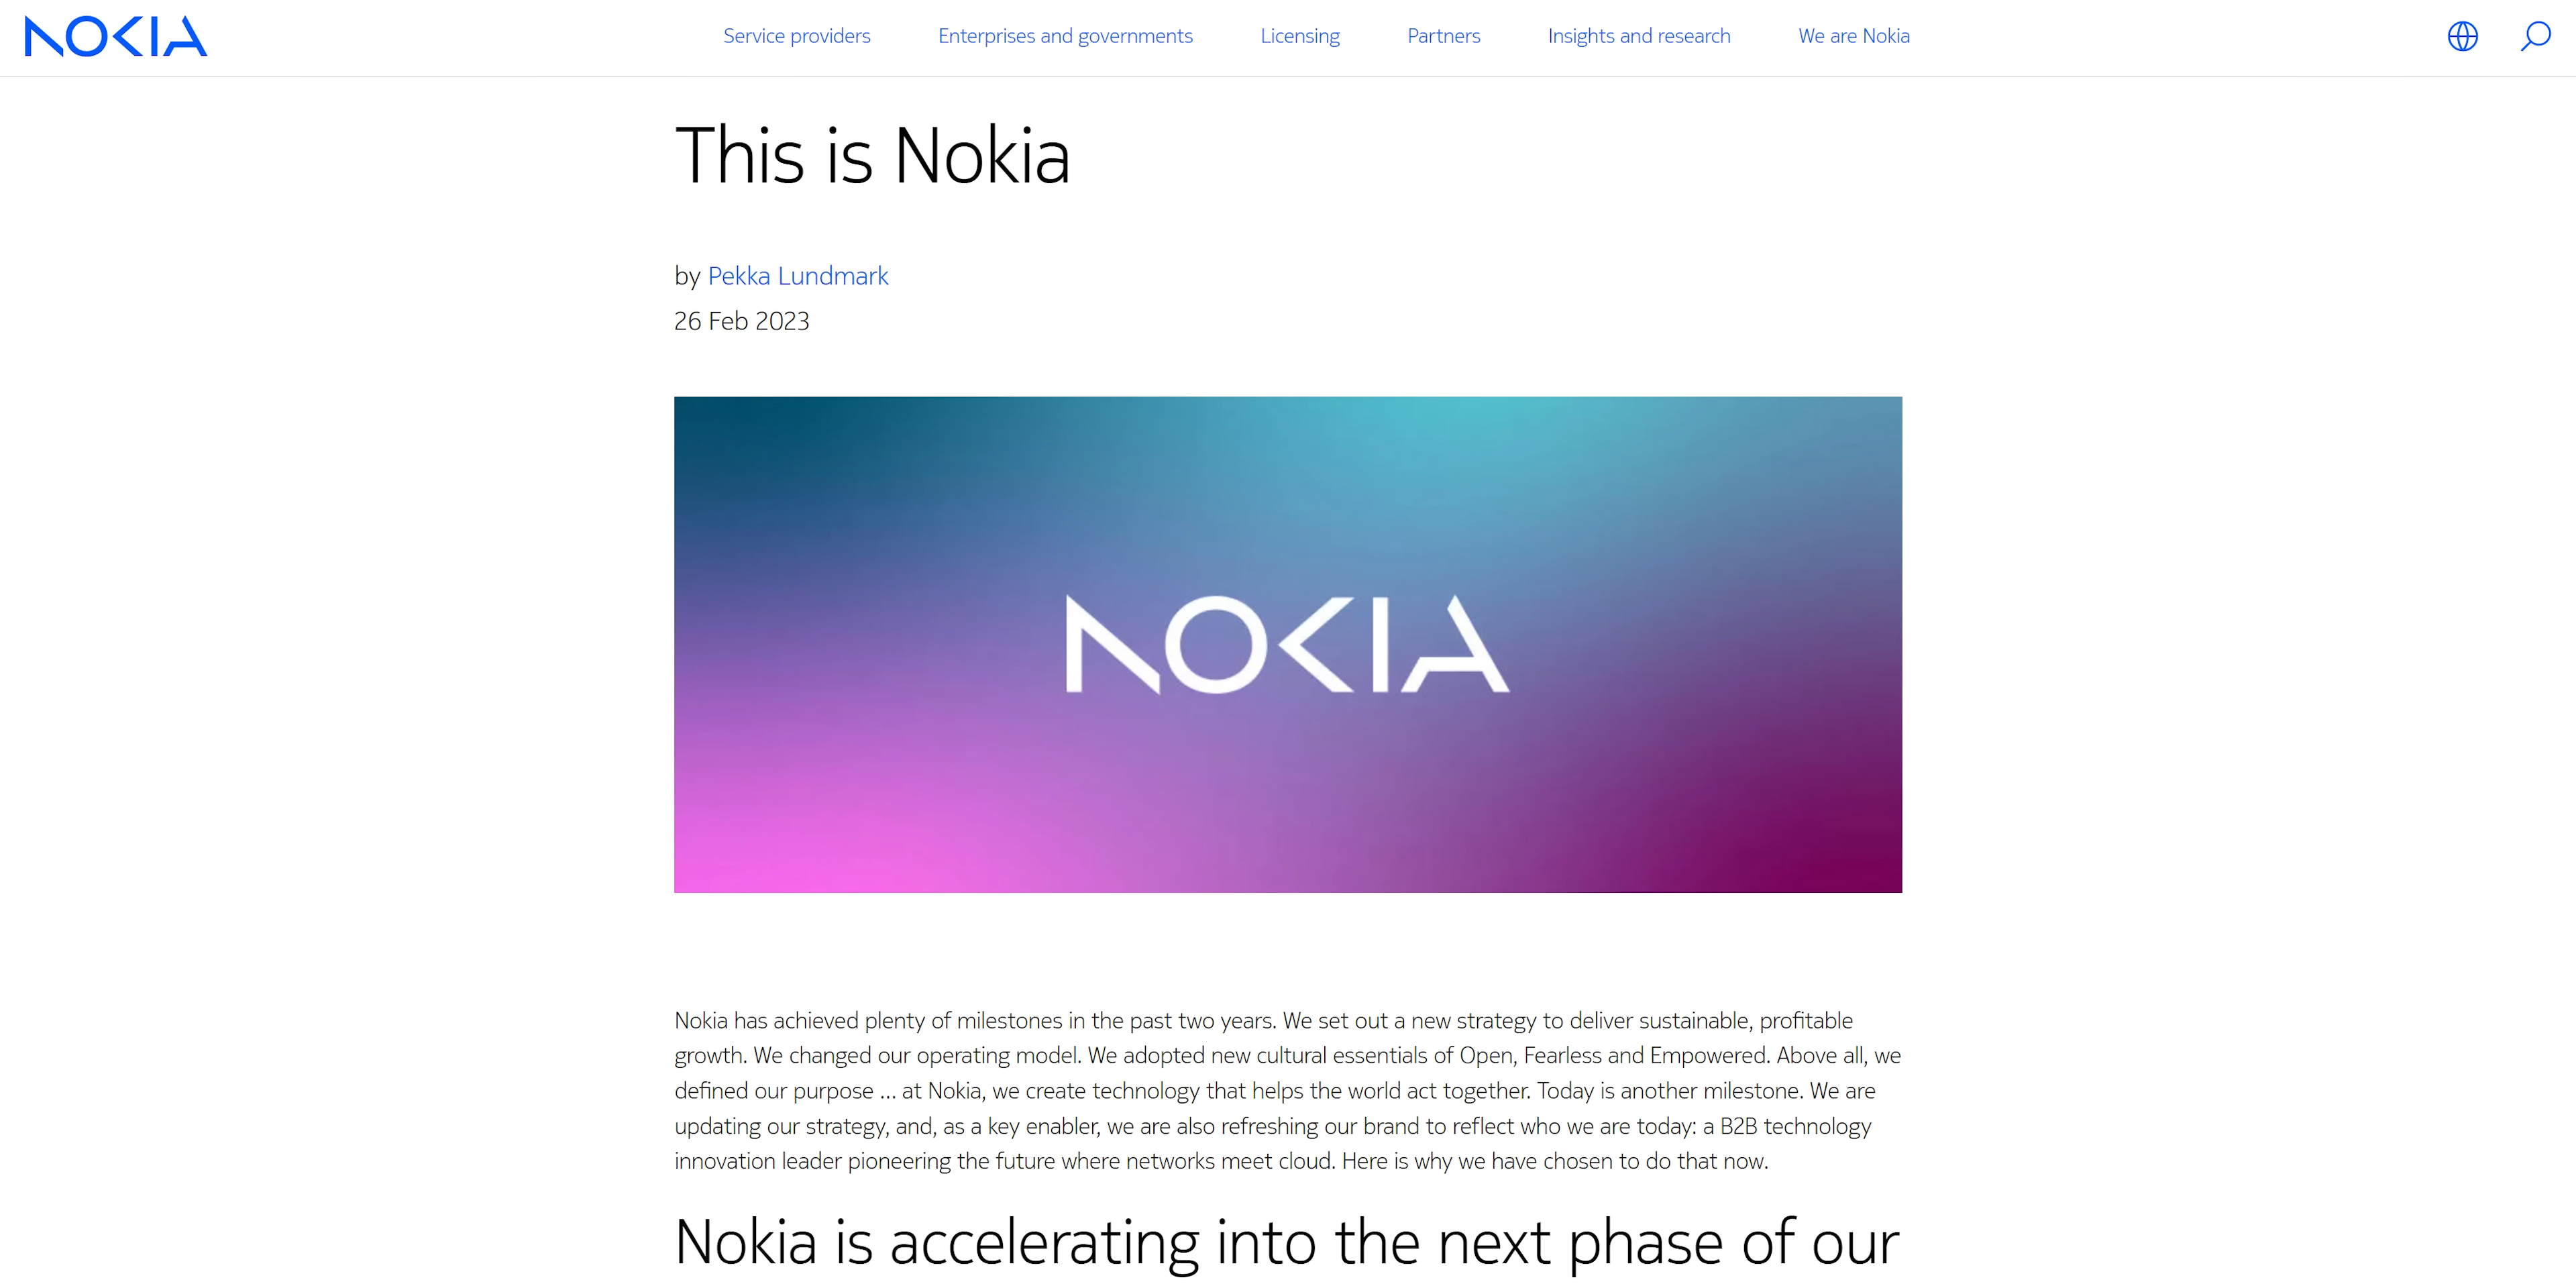 NOKIA
Service providers
Enterprises and governments
Licensing
Partners
Insights and research
We are Nokia
This is Nokia
by Pekka Lundmark
26 Feb 2023
NOKIA
Nokia has achieved plenty of milestones in the past two years. We set out a new strategy to deliver sustainable, profitable
growth. We changed our operating model. We adopted new cultural essentials of Open, Fearless and Empowered. Above all, we
defined our purpose ... at Nokia, we create technology that helps the world act together. Today is another milestone. We are
updating our strategy, and, as a key enabler, we are also refreshing our brand to reflect who we are today: a B2B technology
innovation leader pioneering the future where networks meet cloud. Here is why we have chosen to do that now.
Nokia is accelerating into the next phase of our